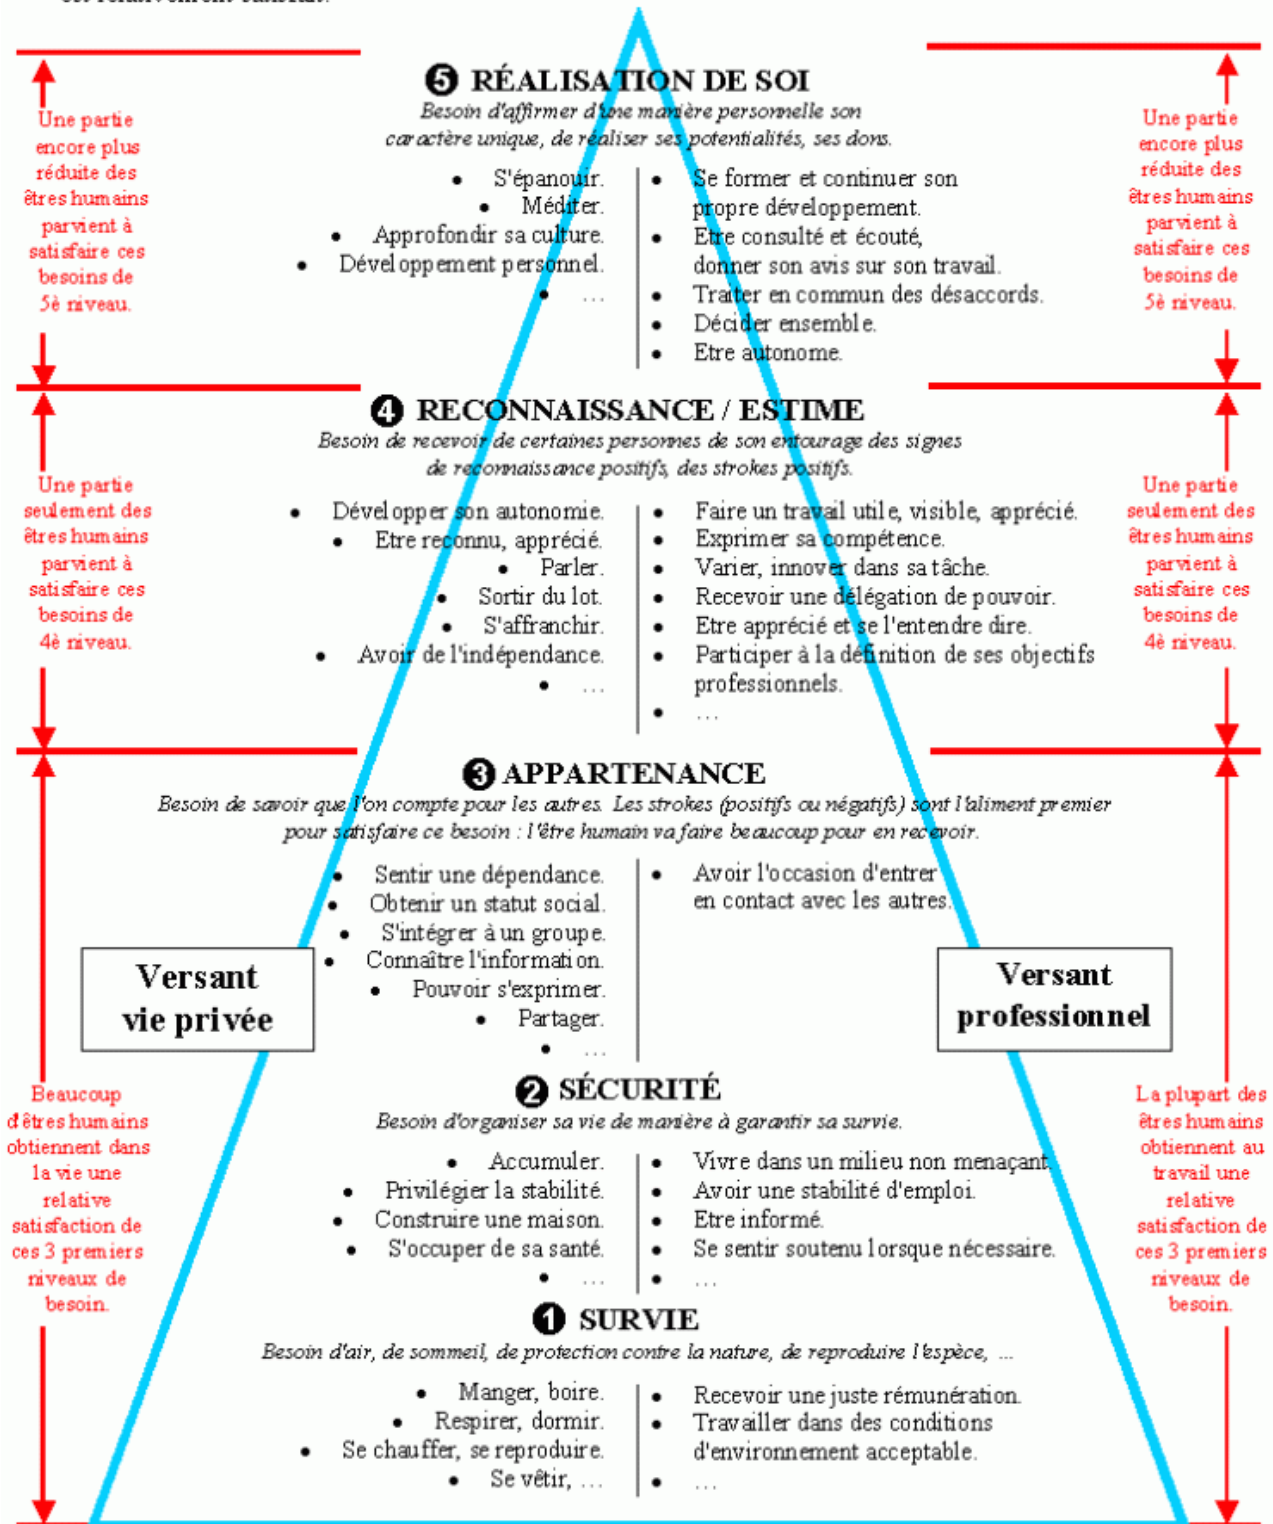 est relativement satisfait.
❺ RÉALISATION DE SOI
Besoin d'affirmer d'une manière personnelle son
caractère unique, de réaliser ses potentialités, ses dons.
• S'épanouir.
• Méditer.
• Approfondir sa culture.
• Développement personnel.
• ...
• Se former et continuer son
propre développement.
• Etre consulté et écouté,
donner son avis sur son travail.
• Traiter en commun des désaccords.
• Décider ensemble.
• Etre autonome.
Une partie
encore plus
réduite des
êtres humains
parvient à
satisfaire ces
besoins de
5è niveau.
Une partie
encore plus
réduite des
êtres humains
parvient à
satisfaire ces
besoins de
5è niveau.
❹ RECONNAISSANCE / ESTIME
Besoin de recevoir de certaines personnes de son entourage des signes
de reconnaissance positifs, des strokes positifs.
• Développer son autonomie.
• Etre reconnu, apprécié.
• Parler.
• Sortir du lot.
• S'affranchir.
• Avoir de l'indépendance.
• ...
• Faire un travail utile, visible, apprécié.
• Exprimer sa compétence.
• Varier, innover dans sa tâche.
• Recevoir une délégation de pouvoir.
• Etre apprécié et se l'entendre dire.
• Participer à la définition de ses objectifs
professionnels.
• ...
Une partie
seulement des
êtres humains
parvient à
satisfaire ces
besoins de
4è niveau.
Une partie
seulement des
êtres humains
parvient à
satisfaire ces
besoins de
4è niveau.
❸ APPARTENANCE
Besoin de savoir que l'on compte pour les autres. Les strokes (positifs ou négatifs) sont l'aliment premier
pour satisfaire ce besoin : l'être humain va faire beaucoup pour en recevoir.
• Sentir une dépendance.
• Obtenir un statut social.
• S'intégrer à un groupe.
• Connaître l'information.
• Pouvoir s'exprimer.
• Partager.
• ...
• Avoir l'occasion d'entrer
en contact avec les autres.
Versant
vie privée
Versant
professionnel
❷ SÉCURITÉ
Besoin d'organiser sa vie de manière à garantir sa survie.
• Accumuler.
• Privilégier la stabilité.
• Construire une maison.
• S'occuper de sa santé.
• ...
• Vivre dans un milieu non menaçant.
• Avoir une stabilité d'emploi.
• Etre informé.
• Se sentir soutenu lorsque nécessaire.
• ...
Beaucoup
d'êtres humains
obtiennent dans
la vie une
relative
satisfaction de
ces 3 premiers
niveaux de
besoin.
La plupart des
êtres humains
obtiennent au
travail une
relative
satisfaction de
ces 3 premiers
niveaux de
besoin.
❶ SURVIE
Besoin d'air, de sommeil, de protection contre la nature, de reproduire l'espèce, ...
• Manger, boire.
• Respirer, dormir.
• Se chauffer, se reproduire.
• Se vêtir, ...
• Recevoir une juste rémunération.
• Travailler dans des conditions
d'environnement acceptable.
• ...